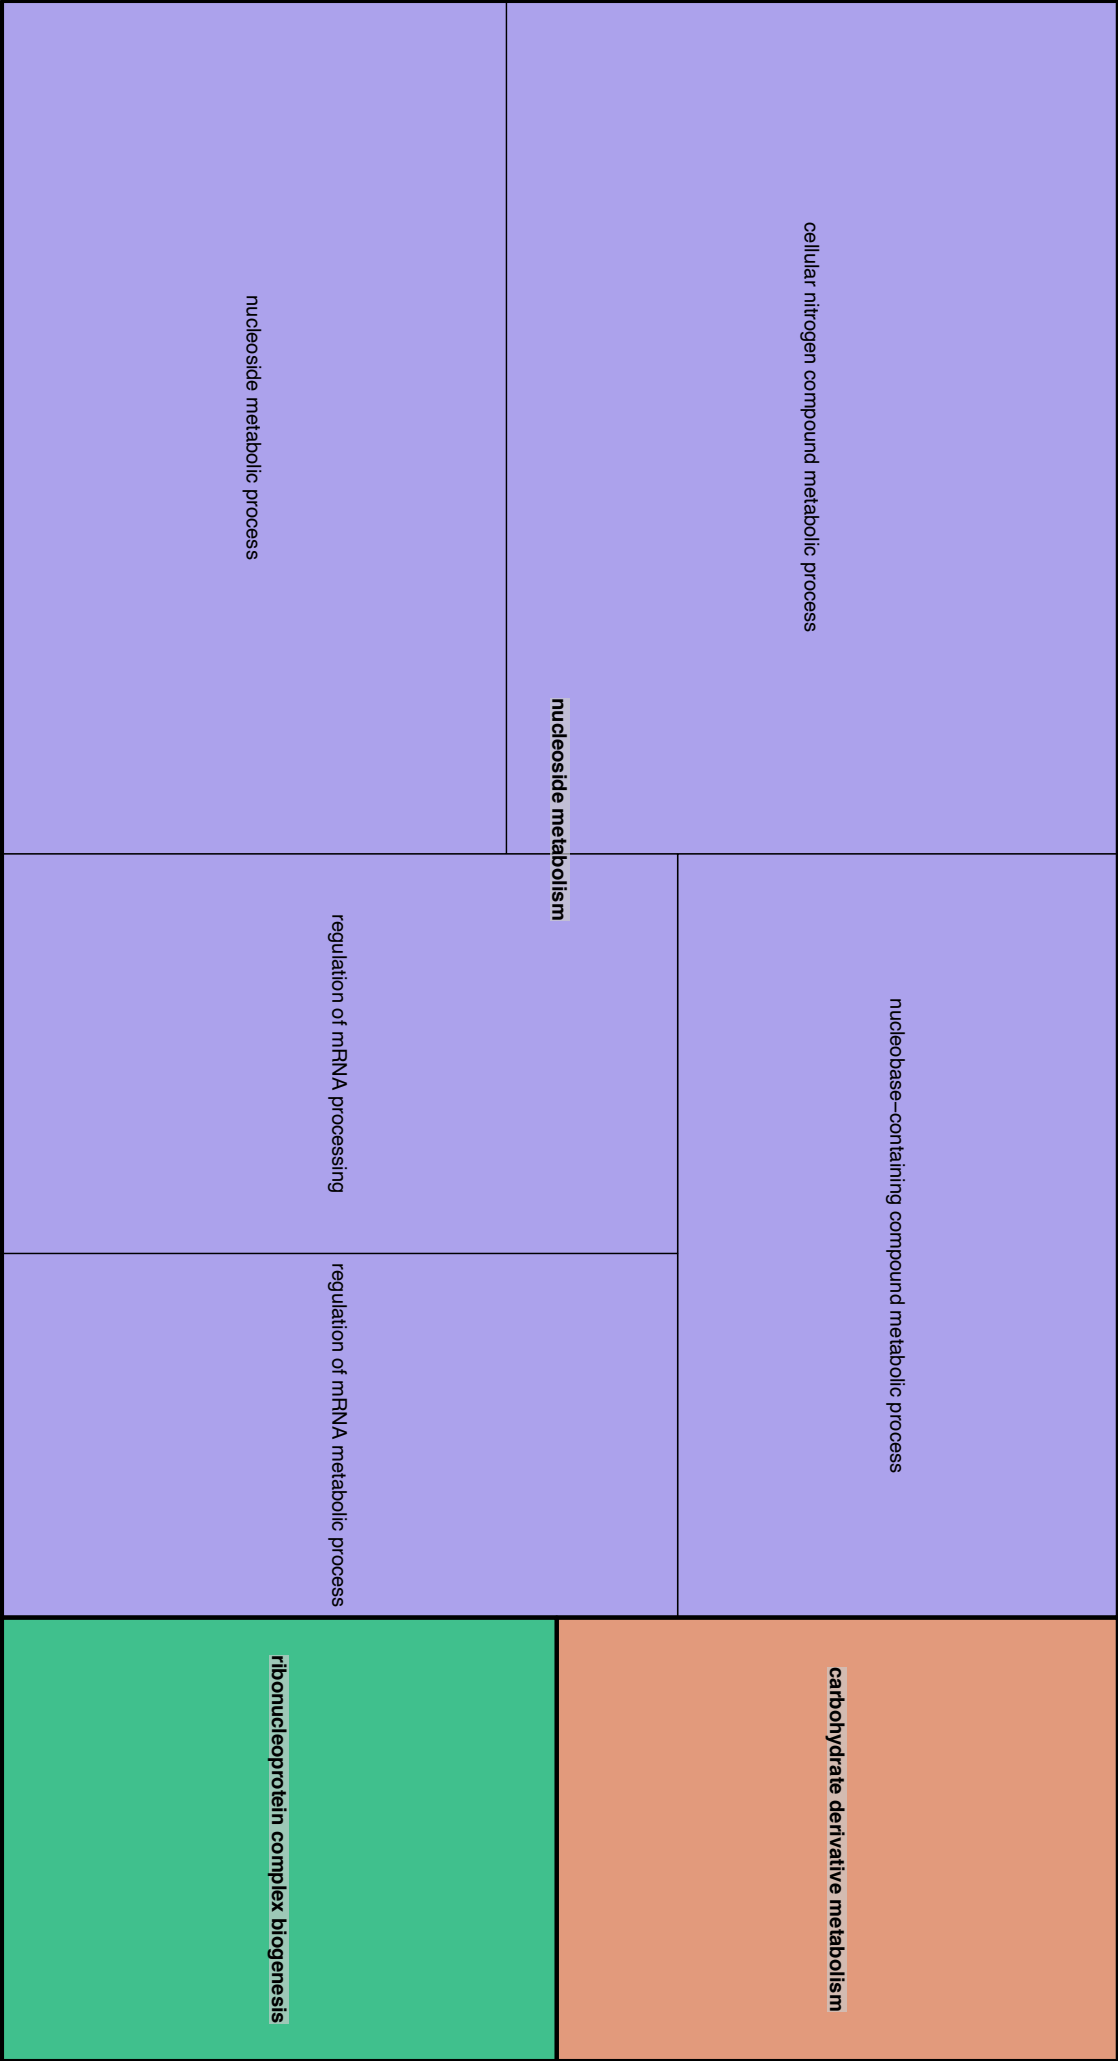 cellular nitrogen compound metabolic process
nucleoside metabolic process
nucleoside metabolism
nucleobase−containing compound metabolic process
regulation of mRNA processing
regulation of mRNA metabolic process
carbohydrate derivative metabolism
ribonucleoprotein complex biogenesis